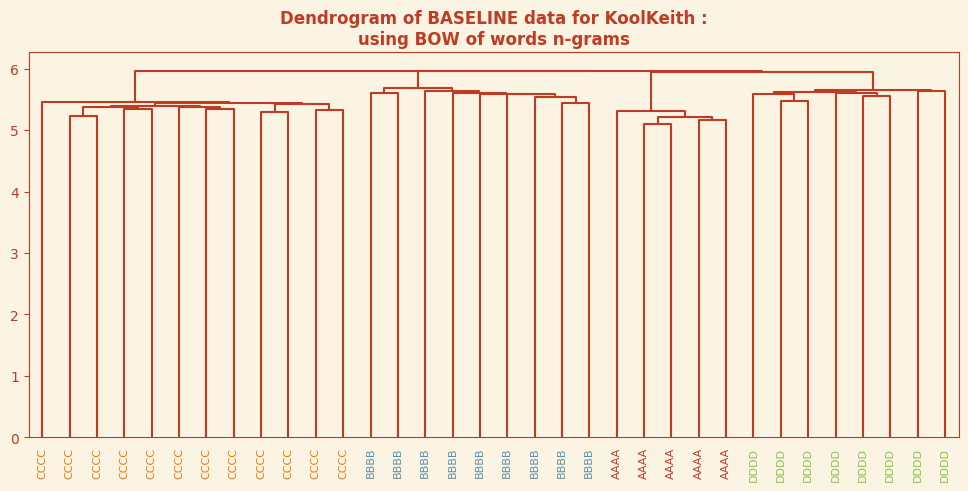 Dendrogram of BASELINE data for KoolKeith :
using BOW of words n-grams
6
5
4
3
2
1
0
CCCC CCCC CCCC CCCC CCCC CCCC CCCC CCCC CCCC CCCC CCCC CCCC BBBB BBBB BBBB BBBB BBBB BBBB BBBB BBBB BBBB AAAA AAAA AAAA AAAA AAAA DDDD DDDD DDDD DDDD DDDD DDDD DDDD DDDD